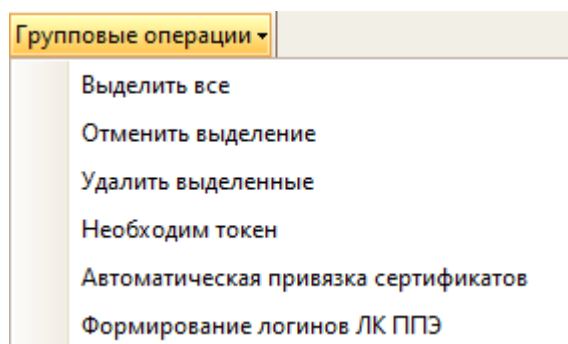 Групповые операции
Выделить все
Отменить выделение
Удалить выделенные
Необходим токен
Автоматическая привязка сертификатов
Формирование логинов ЛК ППЭ